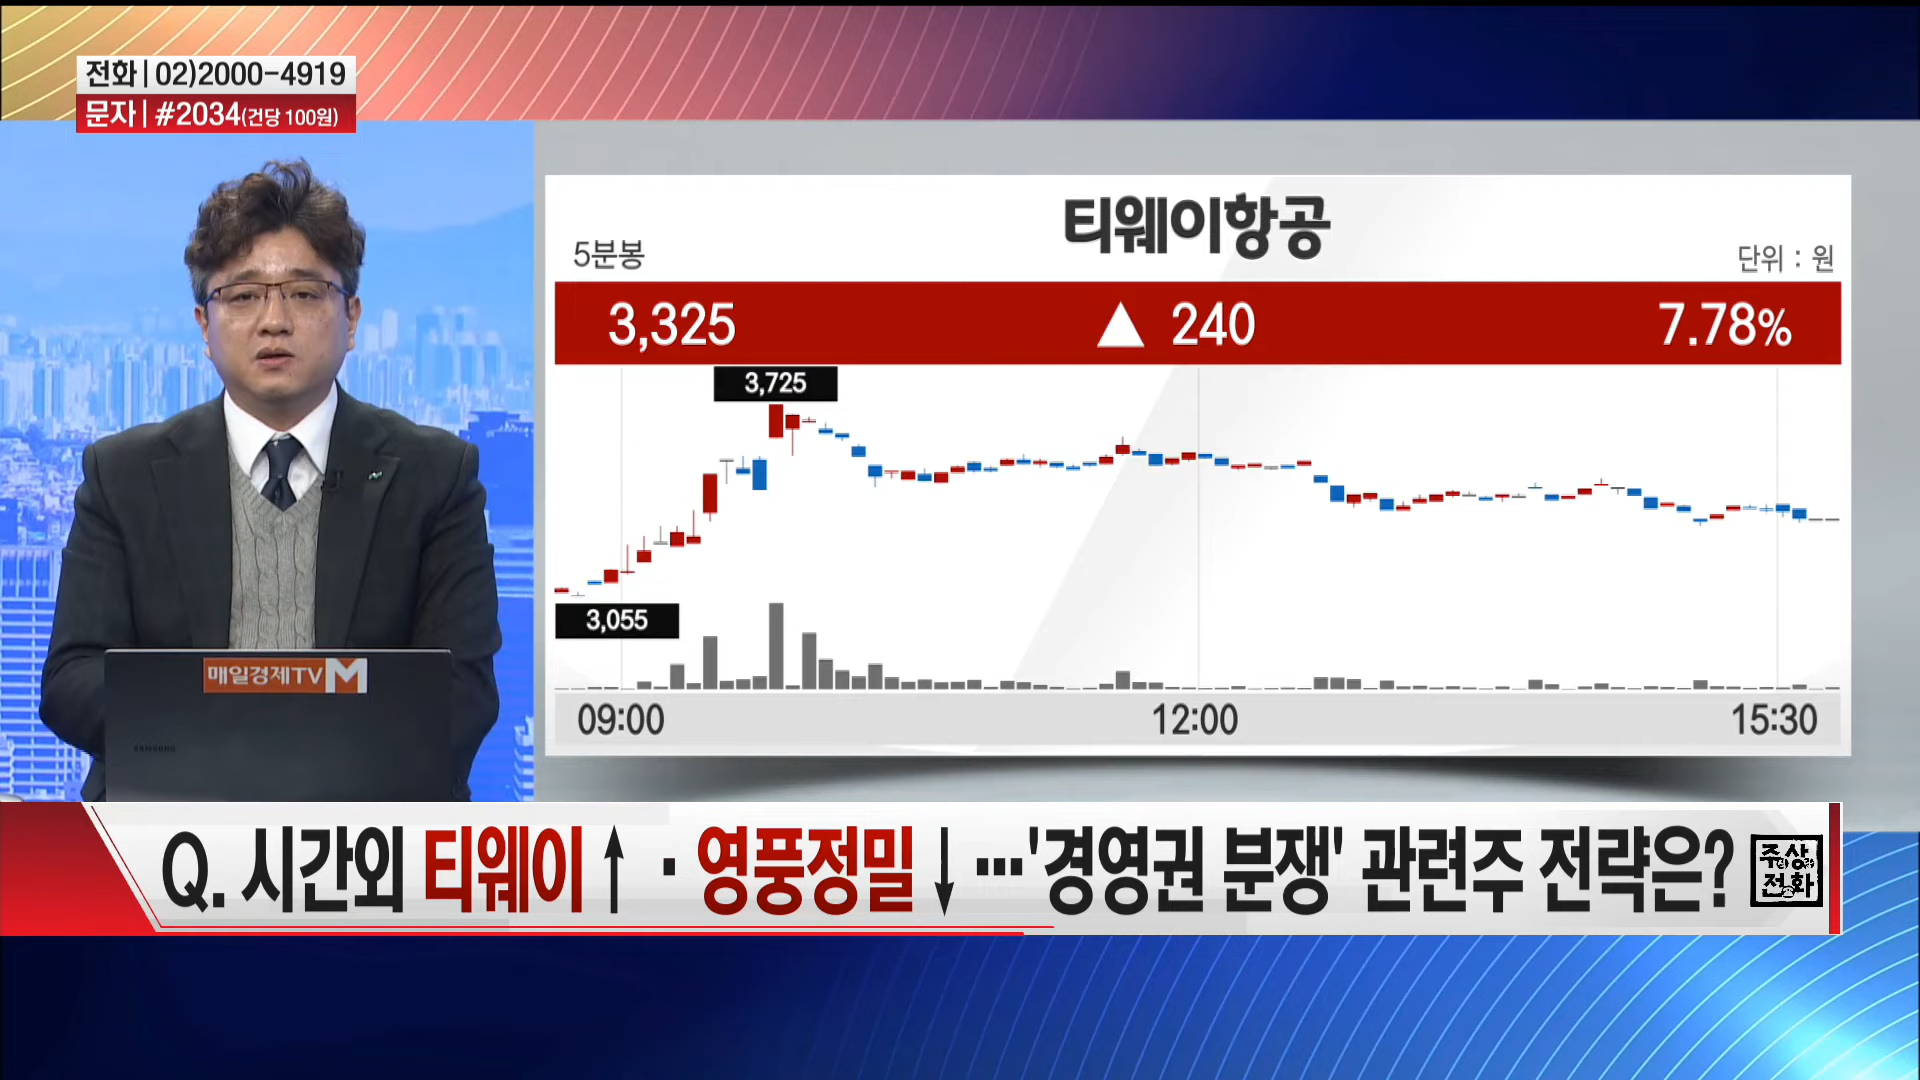 전화 | 02)2000-4919
문자 | #2034(건당 100원)
티웨이항공
5분봉
단위 : 원
3,325 ▲ 240 7.78%
3,725
3,055
매일경제TV M
SAMSUNG
09:00 12:00 15:30
Q. 시간외 티웨이↑·영풍정밀↓…'경영권 분쟁' 관련주 전략은?
주상
전화